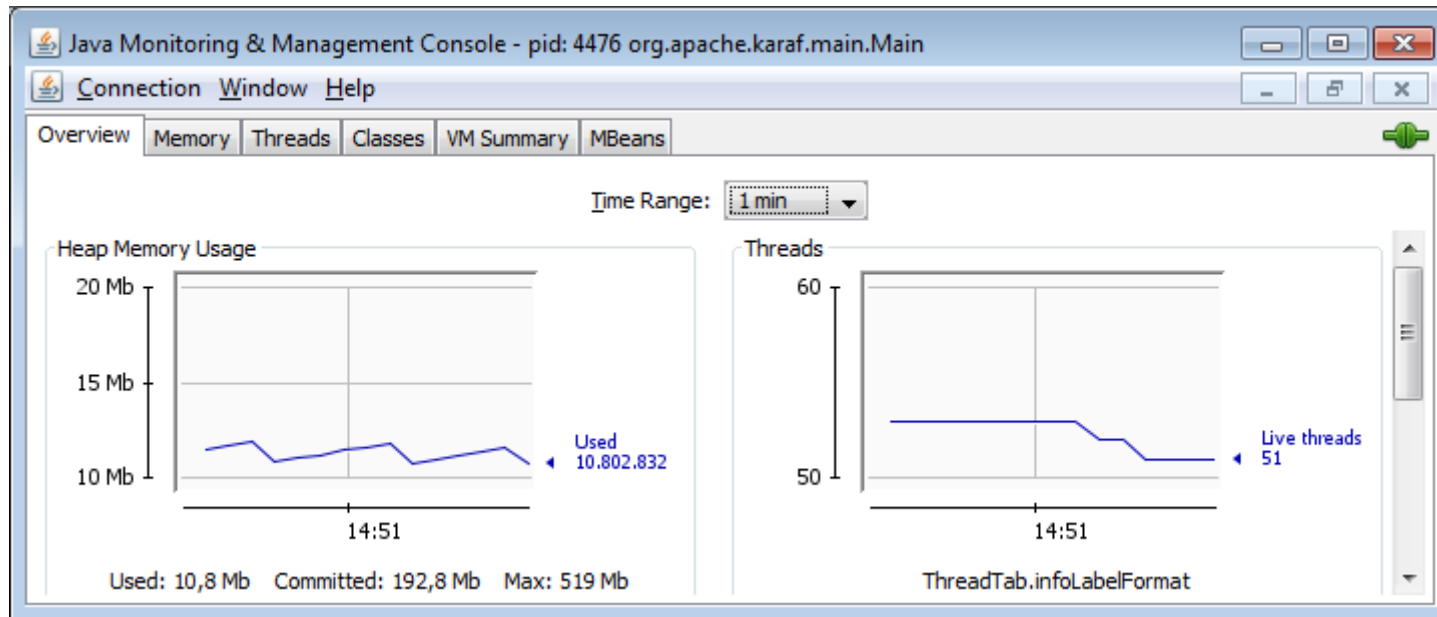 Java Monitoring & Management Console - pid: 4476 org.apache.karaf.main.Main
Connection Window Help
Overview Memory Threads Classes VM Summary MBeans
Time Range: 1 min
Heap Memory Usage
20 Mb
15 Mb
10 Mb
Used
10.802.832
14:51
Used: 10,8 Mb Committed: 192,8 Mb Max: 519 Mb
Threads
60
50
Live threads
51
14:51
ThreadTab.infoLabelFormat